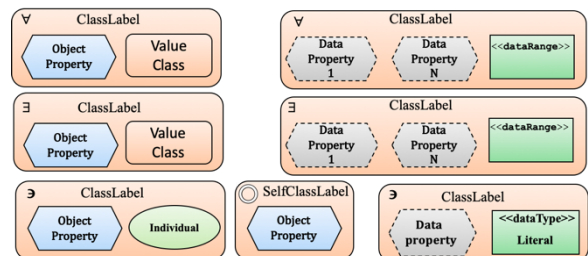 ∀ ClassLabel
Object
Property
Value
Class
∀ ClassLabel
Data
Property
1
Data
Property
N
<<dataRange>>
∃ ClassLabel
Object
Property
Value
Class
∃ ClassLabel
Data
Property
1
Data
Property
N
<<dataRange>>
∍ ClassLabel
Object
Property
Individual
SelfClassLabel
Object
Property
∍ ClassLabel
Data
property
<<dataType>>
Literal